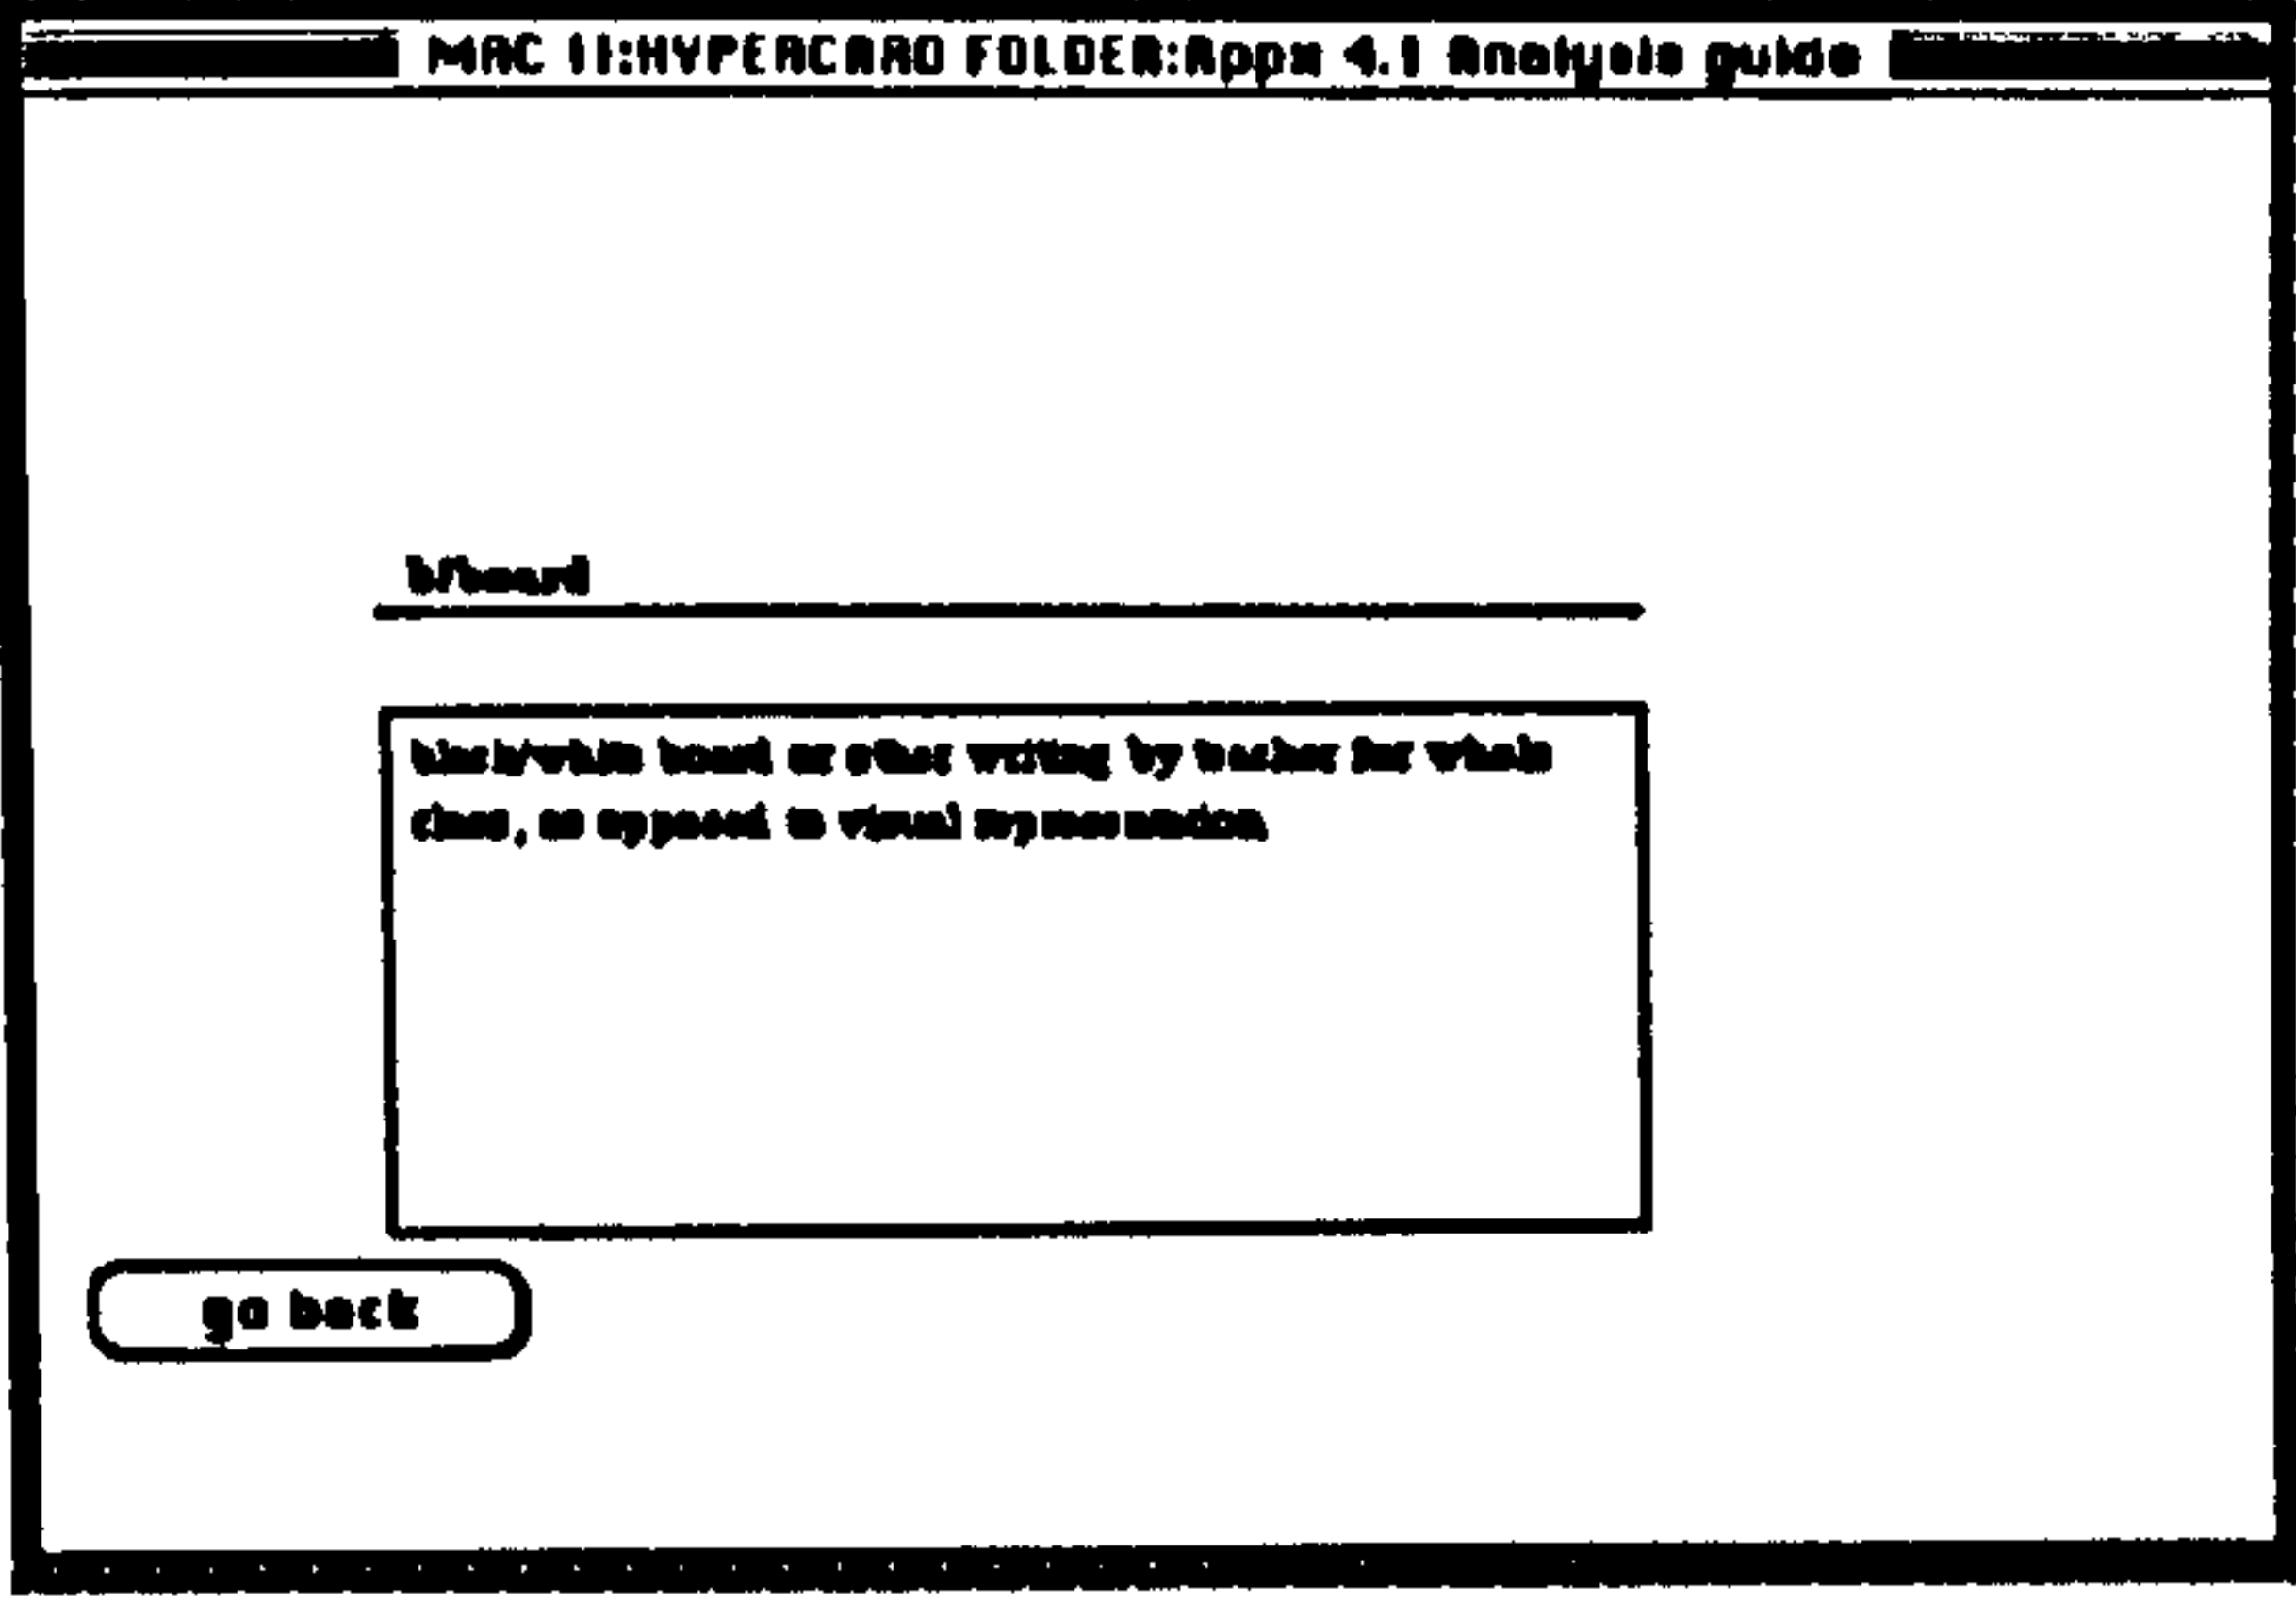 MAC II:HYPERCARD FOLDER:Appx 4.1 Analysis guide
b/board
black/white board or other writing by teacher for whole
class, as opposed to visual representation
go back